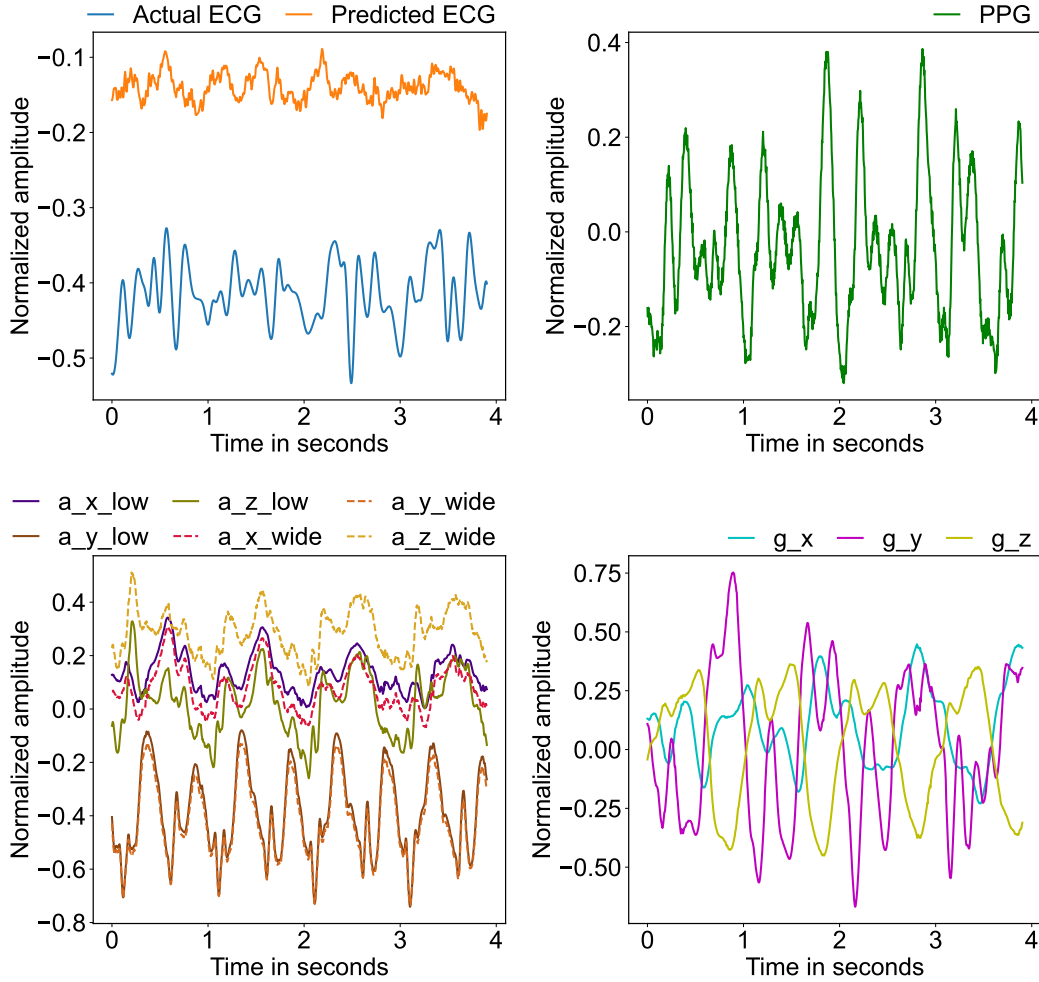 Actual ECG Predicted ECG
Normalized amplitude
−0.1
−0.2
−0.3
−0.4
−0.5
0 1 2 3 4
Time in seconds
PPG
Normalized amplitude
0.4
0.2
0.0
−0.2
0 1 2 3 4
Time in seconds
a_x_low a_z_low a_y_wide
a_y_low a_x_wide a_z_wide
Normalized amplitude
0.4
0.2
0.0
−0.2
−0.4
−0.6
−0.8
0 1 2 3 4
Time in seconds
g_x g_y g_z
Normalized amplitude
0.75
0.50
0.25
0.00
−0.25
−0.50
0 1 2 3 4
Time in seconds